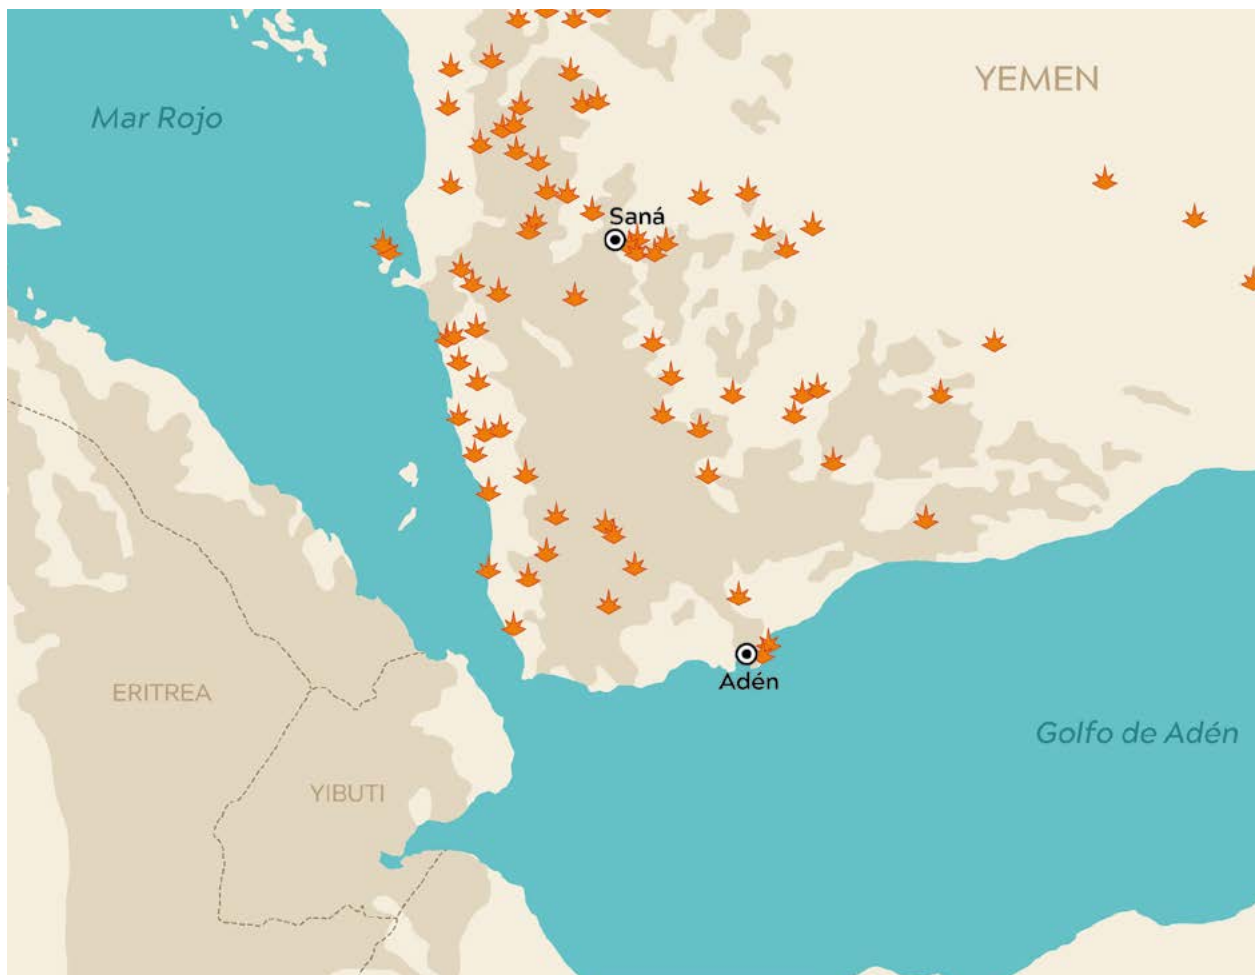 YEMEN
Mar Rojo
Saná
Adén
ERITREA
Golfo de Adén
YIBUTI